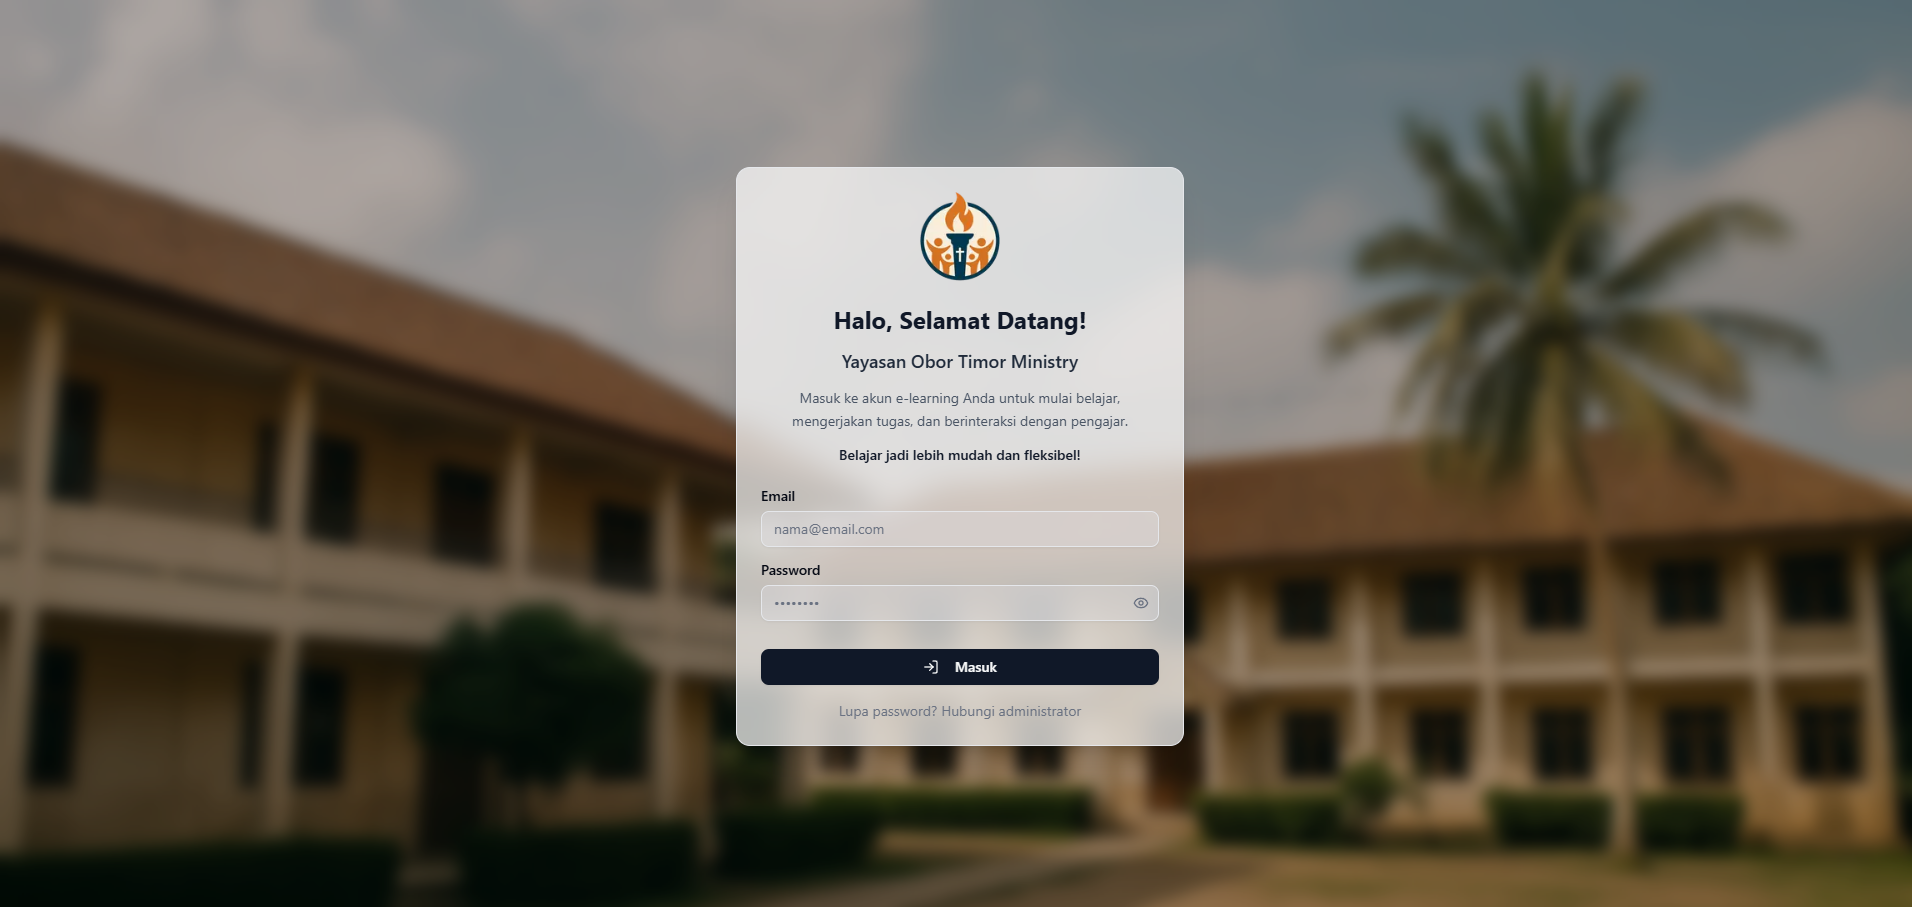 Halo, Selamat Datang!
Yayasan Obor Timor Ministry
Masuk ke akun e-learning Anda untuk mulai belajar,
mengerjakan tugas, dan berinteraksi dengan pengajar.
Belajar jadi lebih mudah dan fleksibel!
Email
nama@email.com
Password
••••••••
Masuk
Lupa password? Hubungi administrator